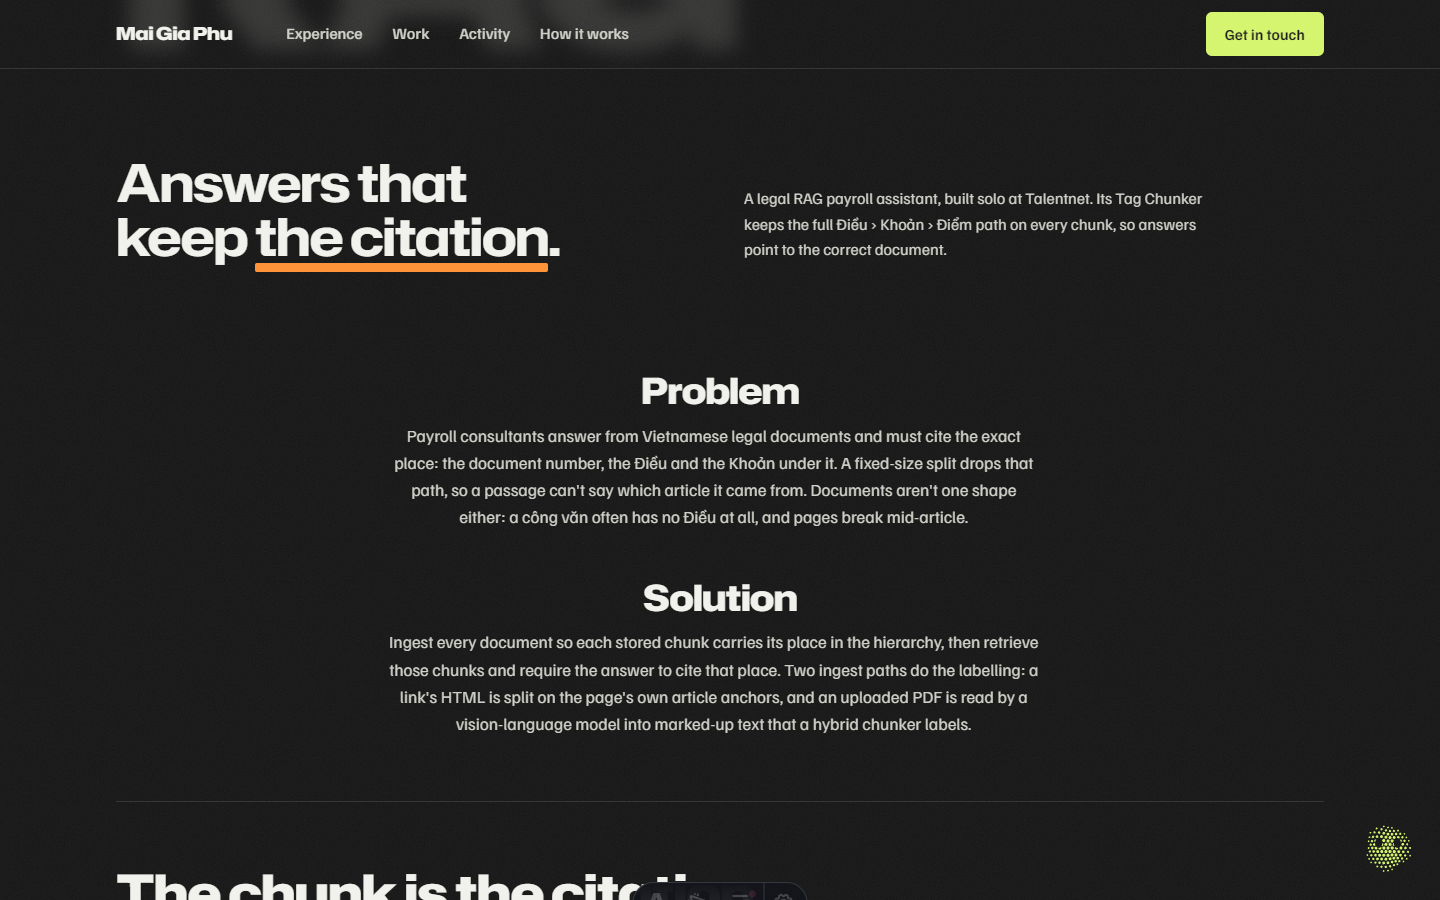 Mai Gia Phu
Experience
Work
Activity
How it works
Get in touch
Answers that
keep the citation.
A legal RAG payroll assistant, built solo at Talentnet. Its Tag Chunker
keeps the full Điều › Khoản › Điểm path on every chunk, so answers
point to the correct document.
Problem
Payroll consultants answer from Vietnamese legal documents and must cite the exact
place: the document number, the Điều and the Khoản under it. A fixed-size split drops that
path, so a passage can't say which article it came from. Documents aren't one shape
either: a công văn often has no Điều at all, and pages break mid-article.
Solution
Ingest every document so each stored chunk carries its place in the hierarchy, then retrieve
those chunks and require the answer to cite that place. Two ingest paths do the labelling: a
link's HTML is split on the page's own article anchors, and an uploaded PDF is read by a
vision-language model into marked-up text that a hybrid chunker labels.
The chunk is the